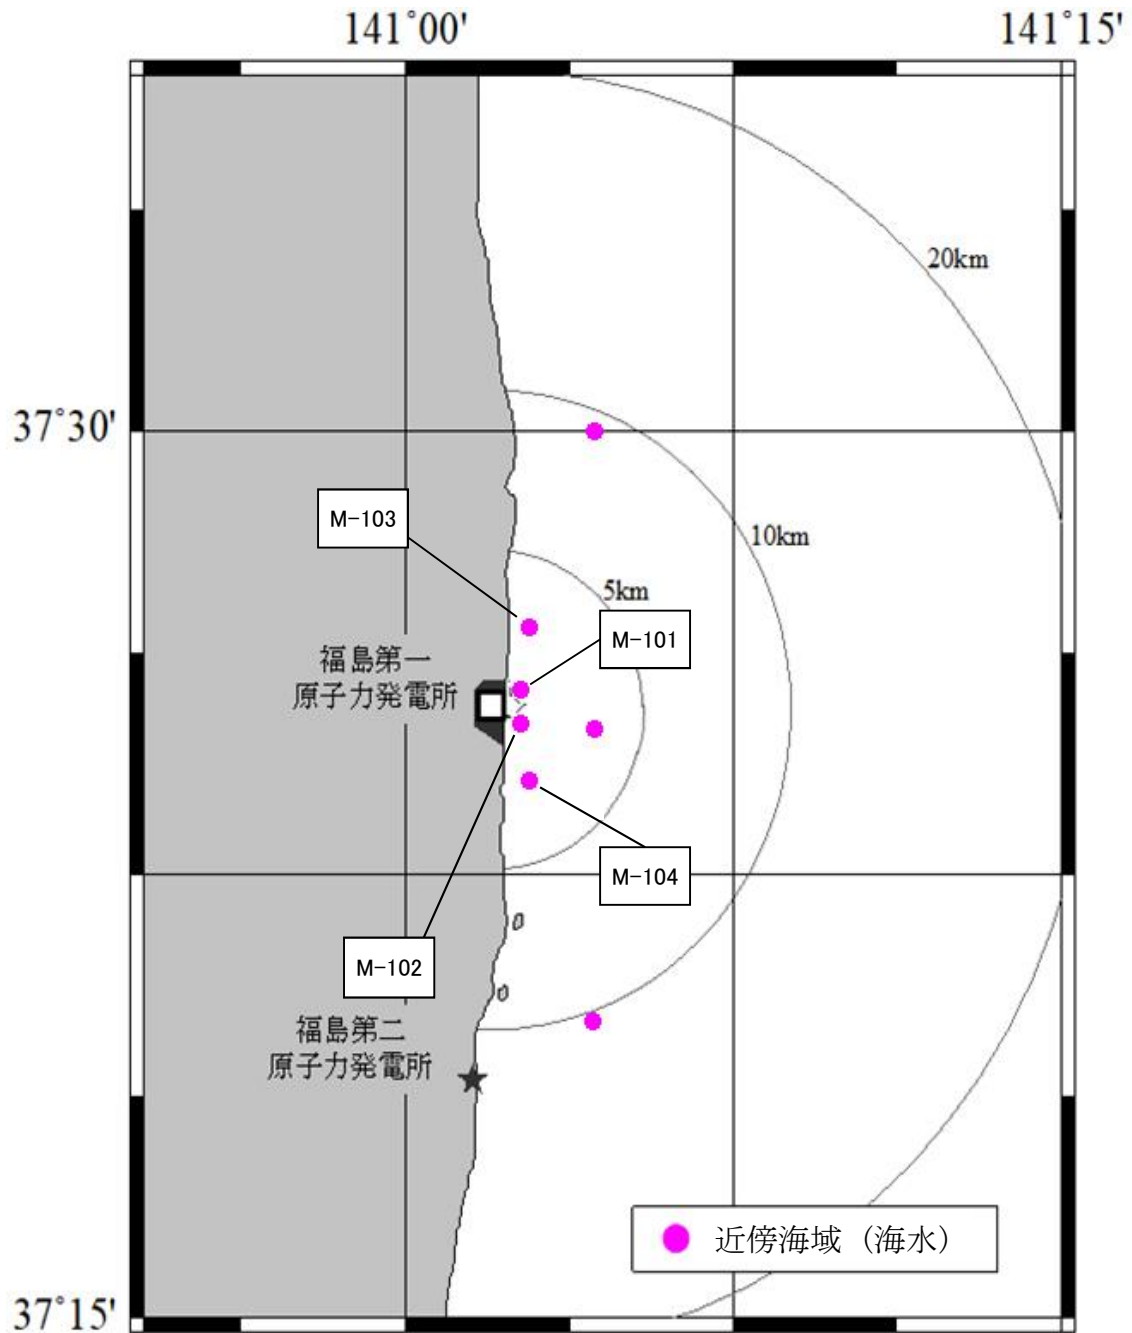 141°00'
141°15'
20km
37°30'
M-103
10km
5km
M-101
福島第一
原子力発電所
M-104
M-102
福島第二
原子力発電所
近傍海域（海水）
37°15'